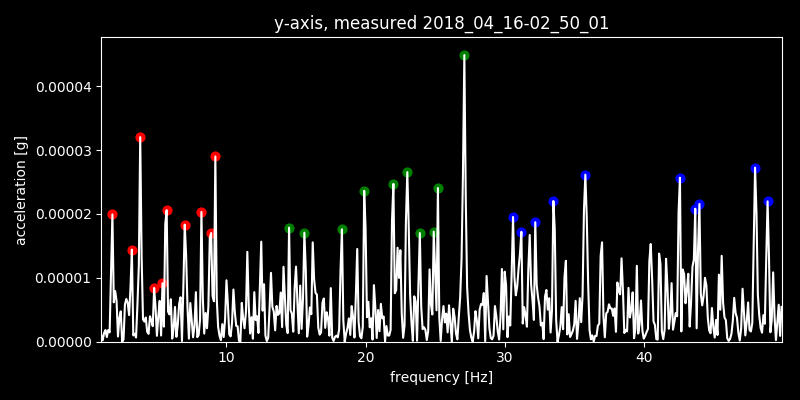 y-axis, measured 2018_04_16-02_50_01
acceleration [g]
0.00004
0.00003
0.00002
0.00001
0.00000
10 20 30 40
frequency [Hz]